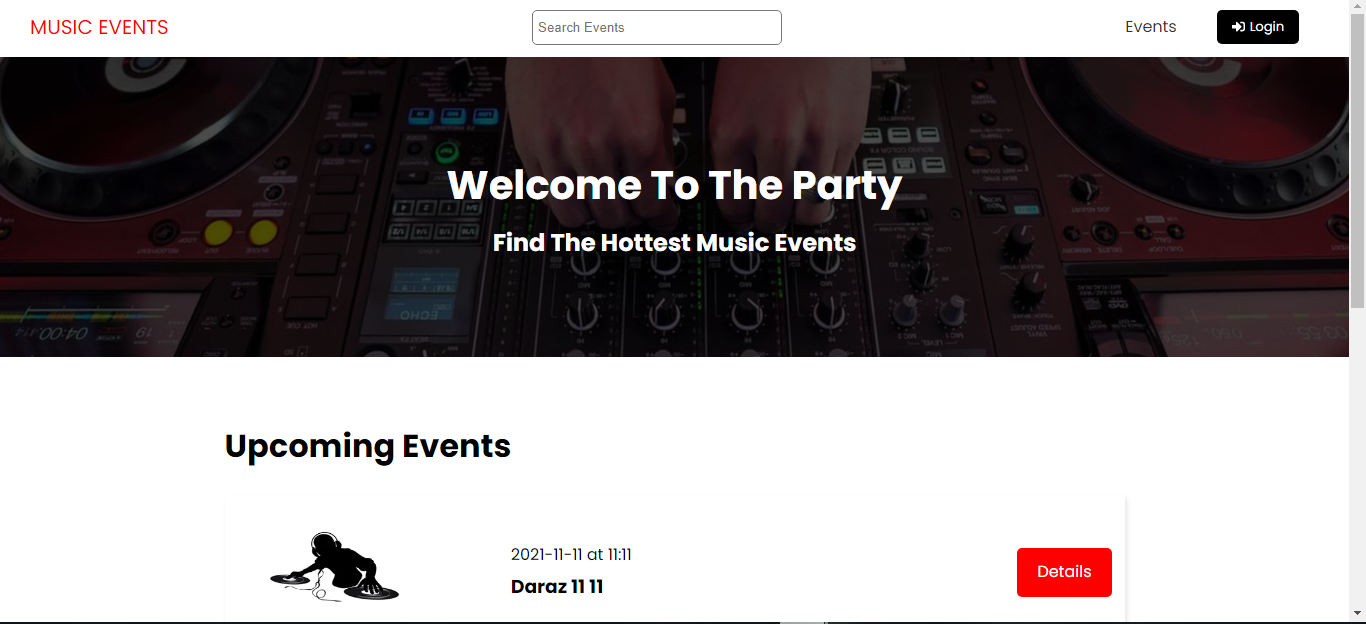 MUSIC EVENTS
Search Events
Events
Login
Welcome To The Party
Find The Hottest Music Events
ECHO
Upcoming Events
2021-11-11 at 11:11
Daraz 11 11
Details